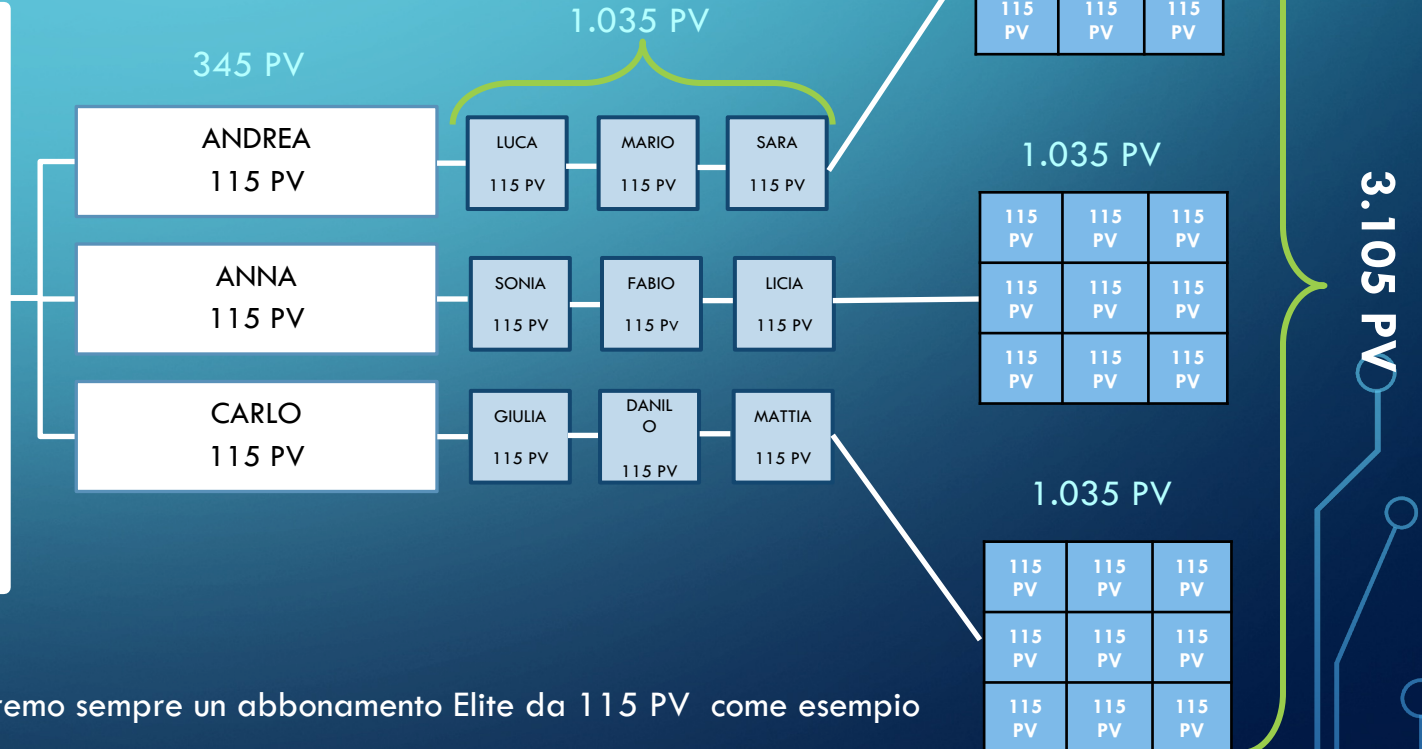 1.035 PV
345 PV
ANDREA
115 PV
LUCA
115 PV
MARIO
115 PV
SARA
115 PV
ANNA
115 PV
SONIA
115 PV
FABIO
115 PV
LICIA
115 PV
CARLO
115 PV
GIULIA
115 PV
DANIL
O
115 PV
MATTIA
115 PV
115 PV
115 PV
115 PV
1.035 PV
115 PV
115 PV
115 PV
115 PV
115 PV
115 PV
115 PV
115 PV
115 PV
1.035 PV
115 PV
115 PV
115 PV
115 PV
115 PV
115 PV
115 PV
115 PV
115 PV
3.105 PV
remo sempre un abbonamento Elite da 115 PV come esempio